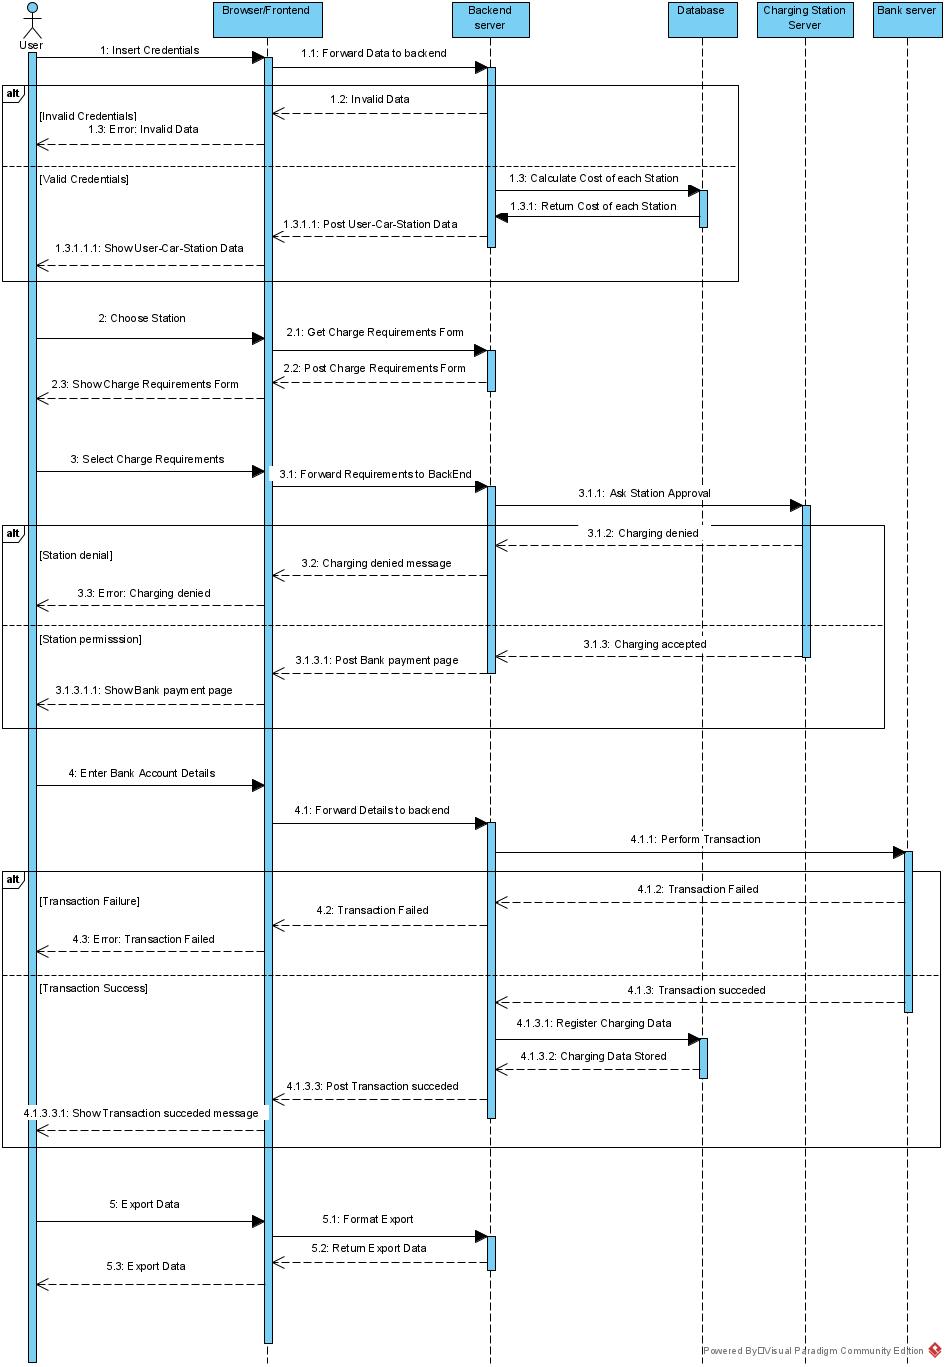 User
Browser/Frontend
Backend
server
Database
Charging Station
Server
Bank server
1: Insert Credentials
1.1: Forward Data to backend
alt
1.2: Invalid Data
[Invalid Credentials]
1.3: Error: Invalid Data
[Valid Credentials]
1.3: Calculate Cost of each Station
1.3.1: Return Cost of each Station
1.3.1.1: Post User-Car-Station Data
1.3.1.1.1: Show User-Car-Station Data
2: Choose Station
2.1: Get Charge Requirements Form
2.2: Post Charge Requirements Form
2.3: Show Charge Requirements Form
3: Select Charge Requirements
3.1: Forward Requirements to BackEnd
3.1.1: Ask Station Approval
alt
3.1.2: Charging denied
[Station denial]
3.2: Charging denied message
3.3: Error: Charging denied
[Station permisssion]
3.1.3: Charging accepted
3.1.3.1: Post Bank payment page
3.1.3.1.1: Show Bank payment page
4: Enter Bank Account Details
4.1: Forward Details to backend
4.1.1: Perform Transaction
alt
4.1.2: Transaction Failed
[Transaction Failure]
4.2: Transaction Failed
4.3: Error: Transaction Failed
[Transaction Success]
4.1.3: Transaction succeded
4.1.3.1: Register Charging Data
4.1.3.2: Charging Data Stored
4.1.3.3: Post Transaction succeded
4.1.3.3.1: Show Transaction succeded message
5: Export Data
5.1: Format Export
5.2: Return Export Data
5.3: Export Data
Powered By Visual Paradigm Community Edition